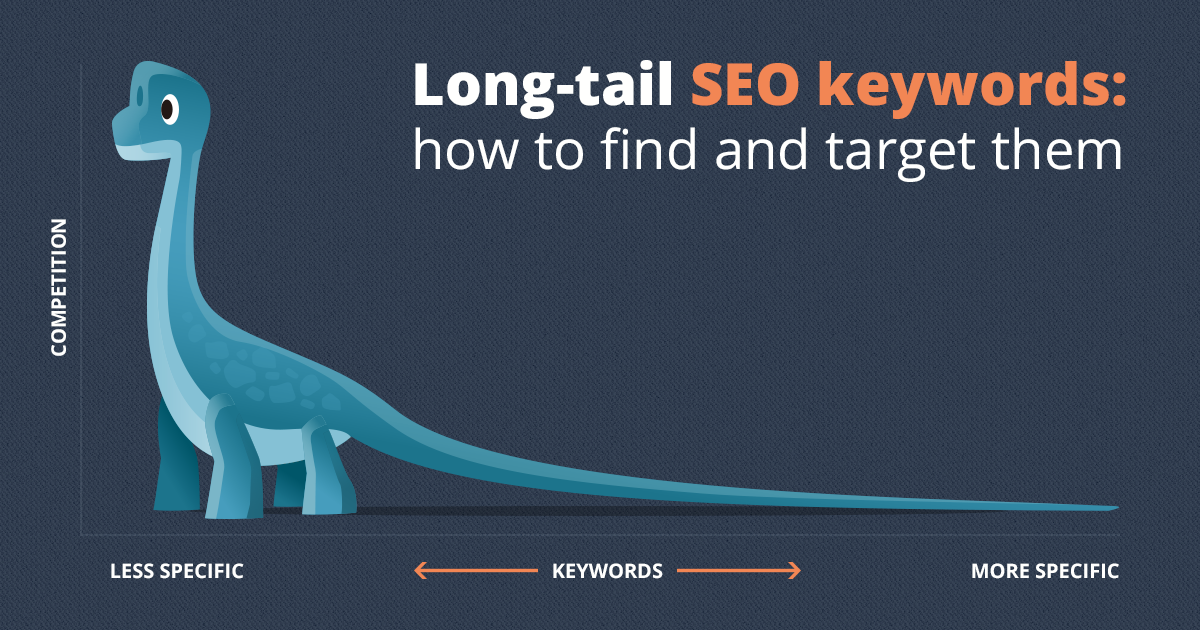 Long-tail SEO keywords:
how to find and target them
COMPETITION
LESS SPECIFIC
KEYWORDS
MORE SPECIFIC